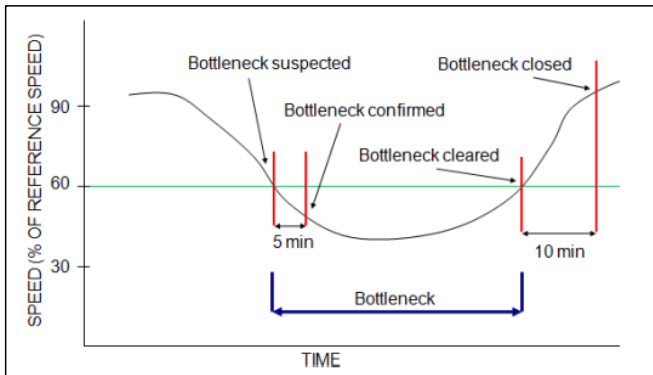 Bottleneck suspected
Bottleneck closed
Bottleneck confirmed
Bottleneck cleared
SPEED (% OF REFERENCE SPEED)
90
60
30
5 min
10 min
Bottleneck
TIME